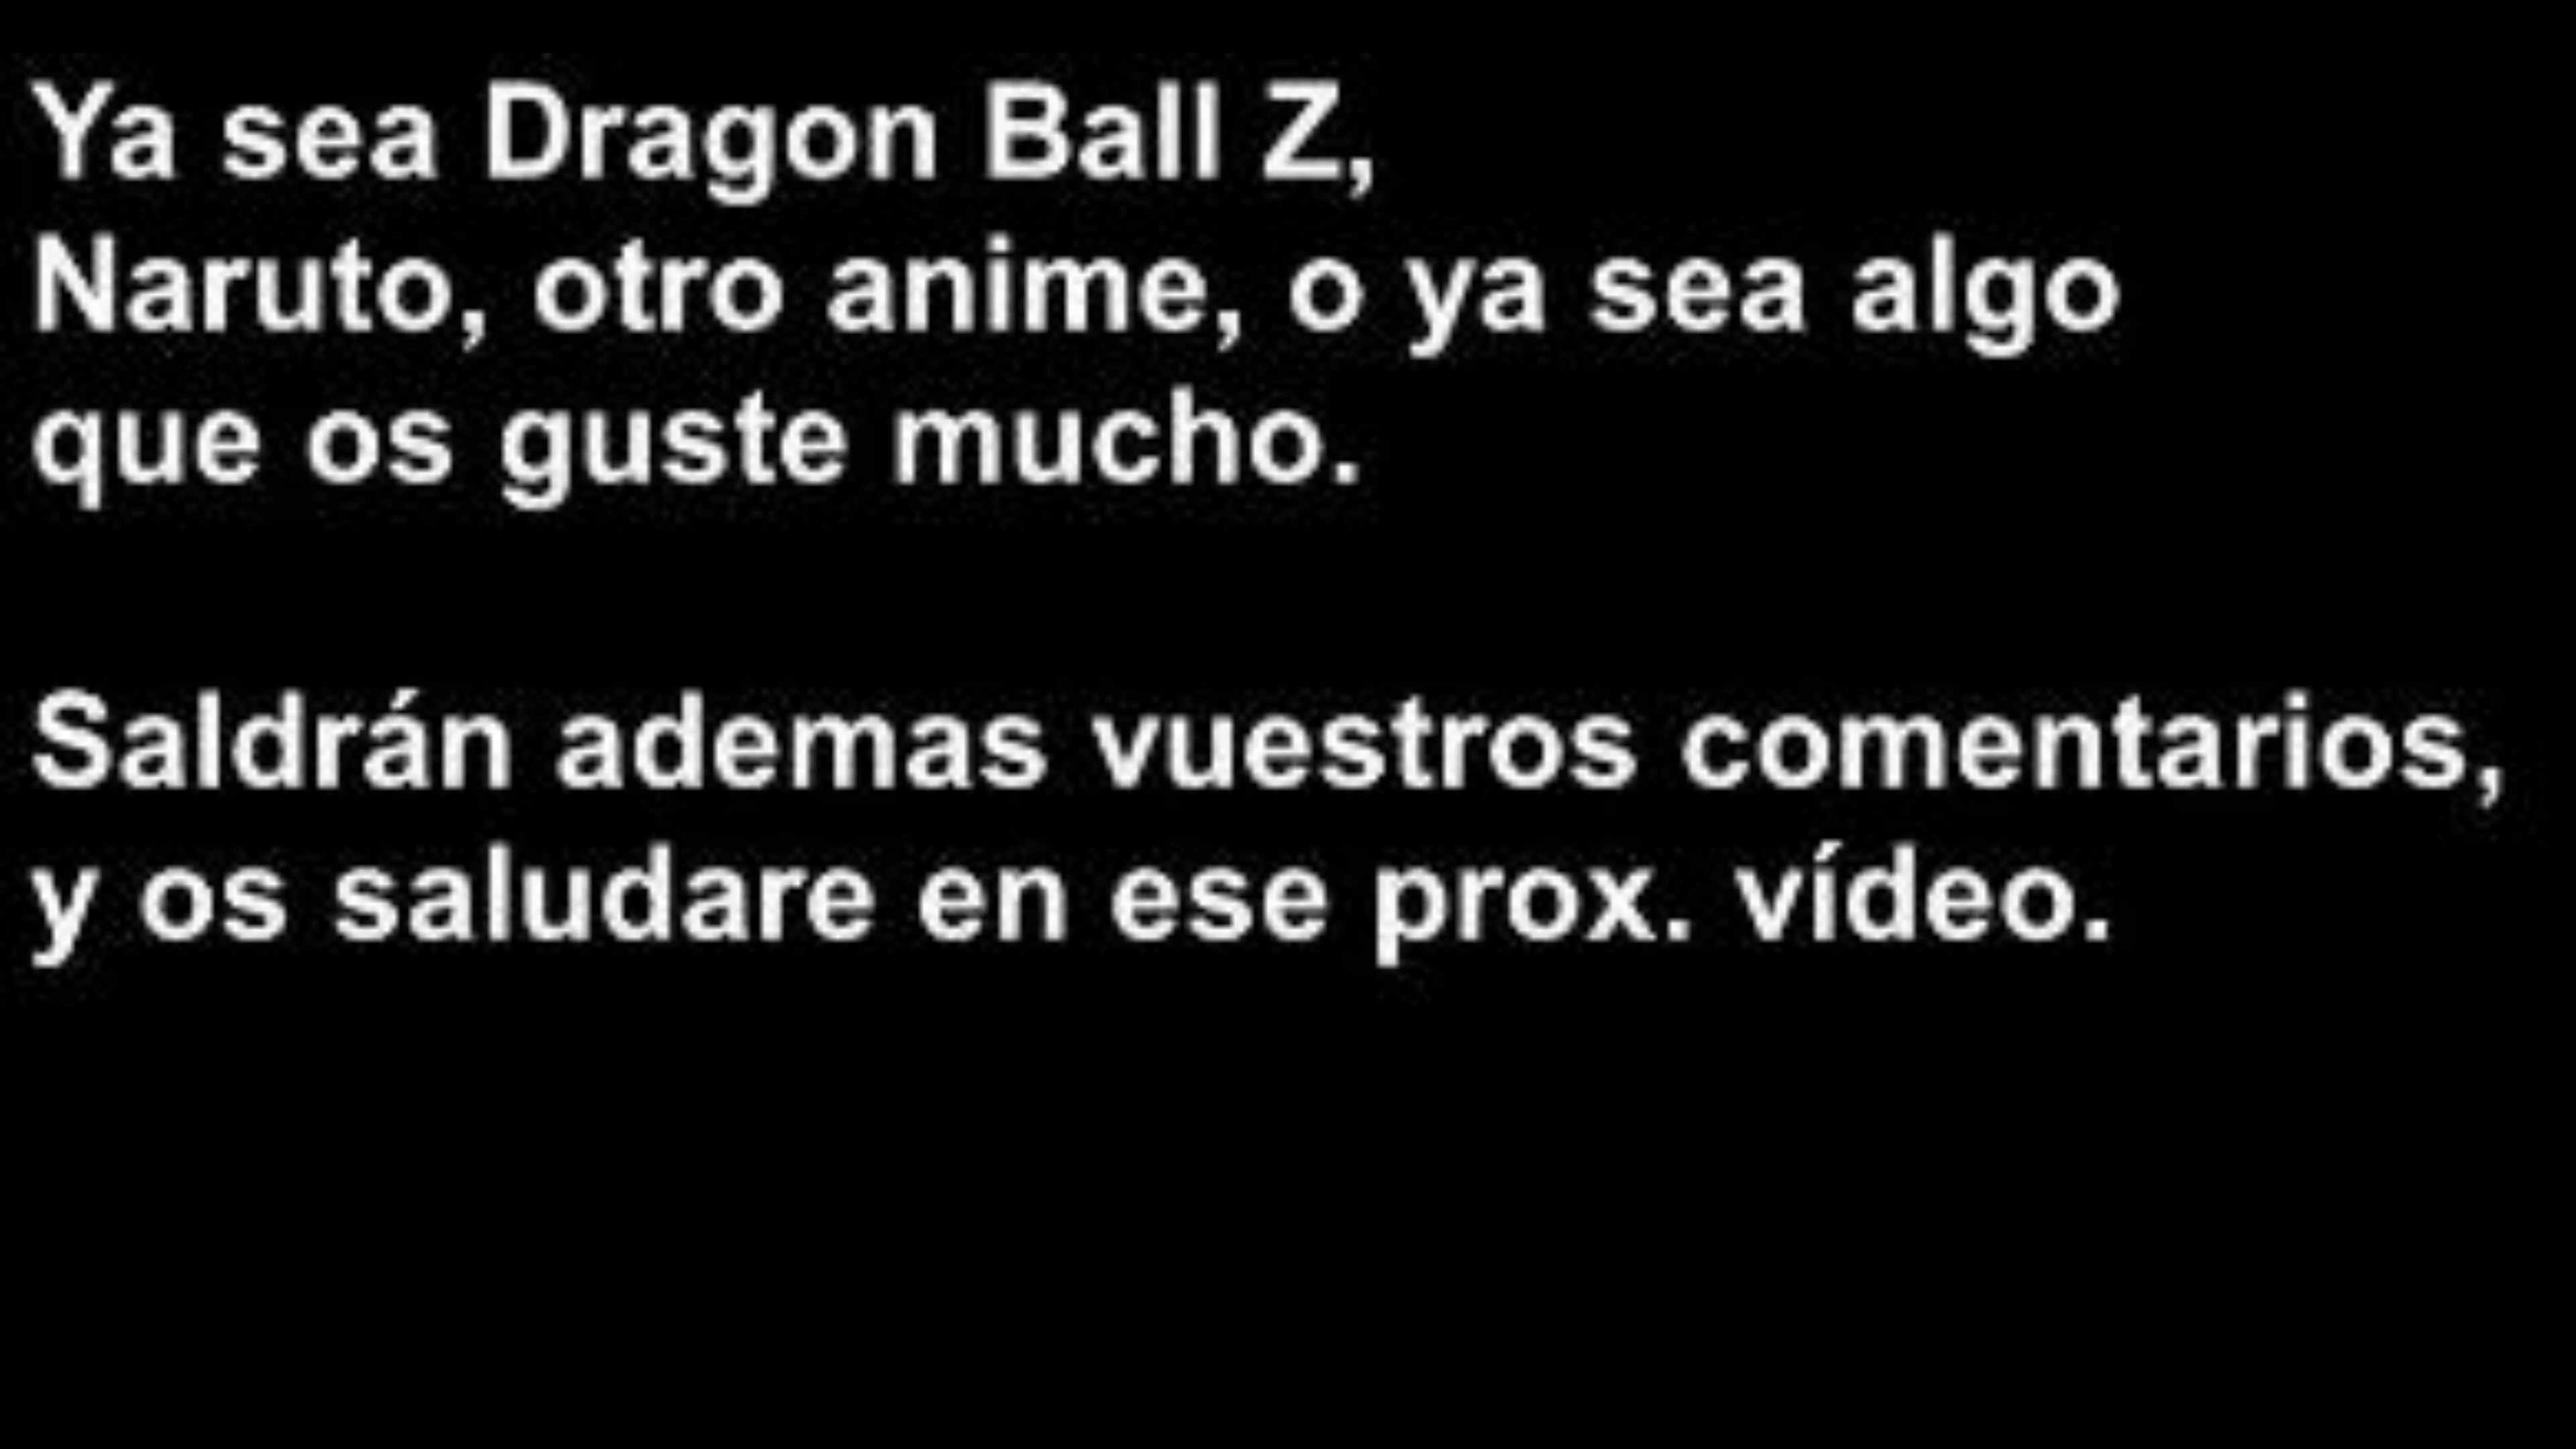 Ya sea Dragon Ball Z,
Naruto, otro anime, o ya sea algo
que os guste mucho.
Saldrán ademas vuestros comentarios,
y os saludare en ese prox. vídeo.